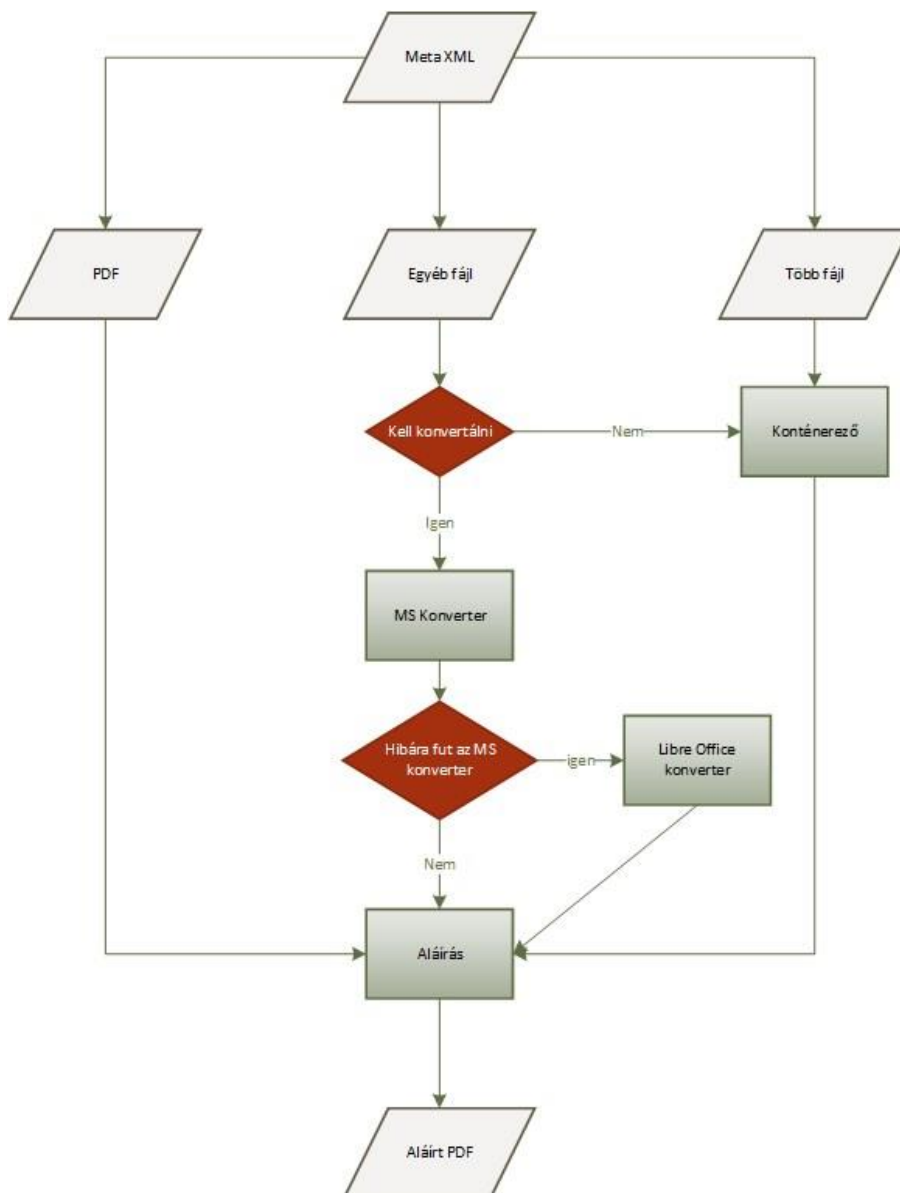 Meta XML
PDF
Egyéb fájl
Több fájl
Kell konvertálni
Nem
Konténerező
Igen
MS Konverter
Hibára fut az MS
konverter
igen
Libre Office
konverter
Nem
Aláírás
Aláírt PDF